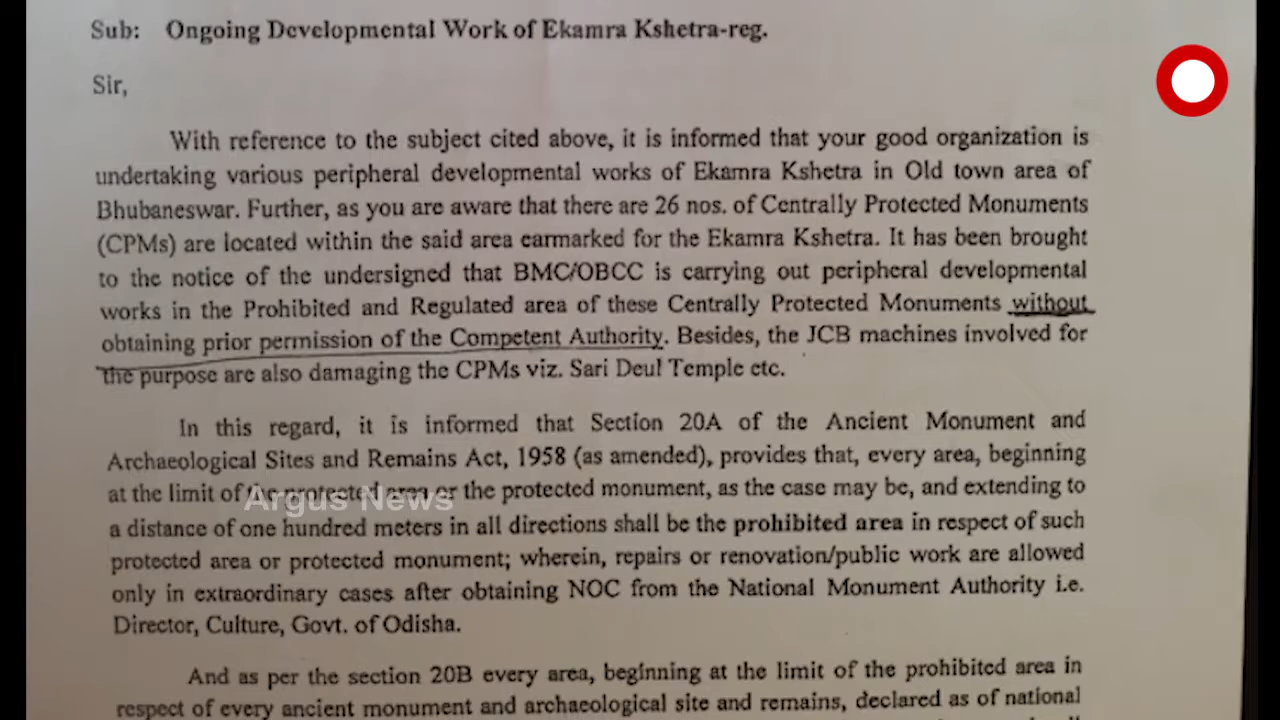 Sub: Ongoing Developmental Work of Ekamra Kshetra-reg.
Sir,
With reference to the subject cited above, it is informed that your good organization is
undertaking various peripheral developmental works of Ekamra Kshetra in Old town area of
Bhubaneswar. Further, as you are aware that there are 26 nos. of Centrally Protected Monuments
(CPMs) are located within the said area earmarked for the Ekamra Kshetra. It has been brought
to the notice of the undersigned that BMC/OBCC is carrying out peripheral developmental
works in the Prohibited and Regulated area of these Centrally Protected Monuments without
obtaining prior permission of the Competent Authority. Besides, the JCB machines involved for
the purpose are also damaging the CPMs viz. Sari Deul Temple etc.
In this regard, it is informed that Section 20A of the Ancient Monument and
Archaeological Sites and Remains Act, 1958 (as amended), provides that, every area, beginning
at the limit of the protected area or the protected monument, as the case may be, and extending to
Argus News
a distance of one hundred meters in all directions shall be the prohibited area in respect of such
protected area or protected monument; wherein, repairs or renovation/public work are allowed
only in extraordinary cases after obtaining NOC from the National Monument Authority i.e.
Director, Culture, Govt. of Odisha.
And as per the section 20B every area, beginning at the limit of the prohibited area in
respect of every ancient monument and archaeological site and remains, declared as of national